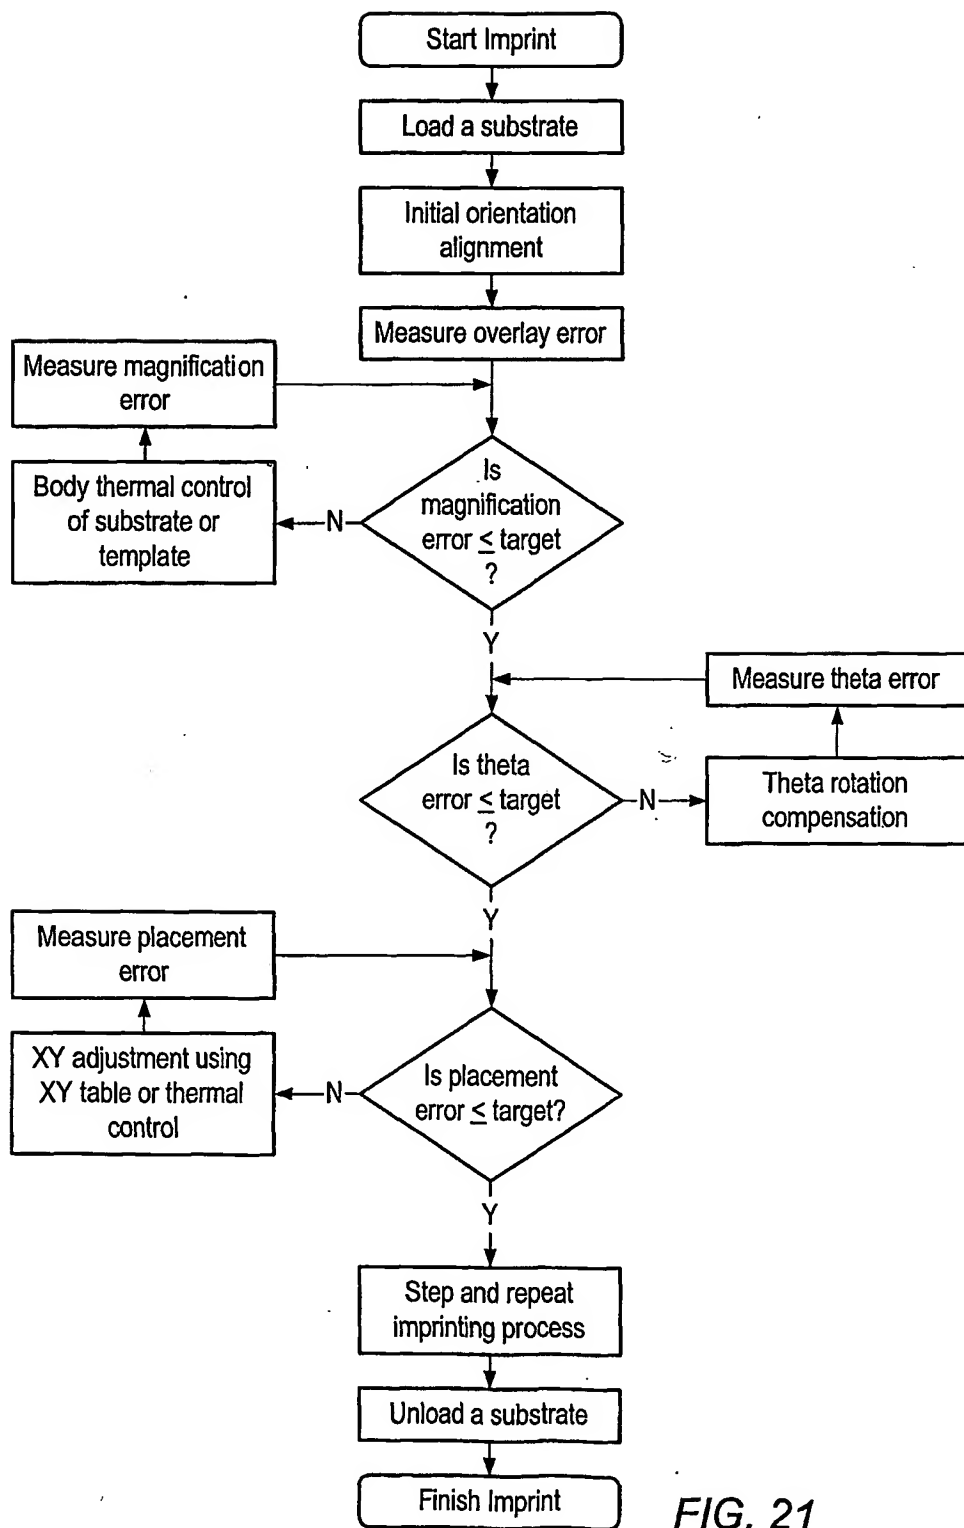 Start Imprint
Load a substrate
Initial orientation
alignment
Measure overlay error
Measure magnification
error
Body thermal control
of substrate or
template
N
Is
magnification
error ≤ target
?
Y
Measure theta error
Is theta
error ≤ target
?
N
Theta rotation
compensation
Y
Measure placement
error
XY adjustment using
XY table or thermal
control
N
Is placement
error ≤ target?
Y
Step and repeat
imprinting process
Unload a substrate
Finish Imprint
FIG. 21